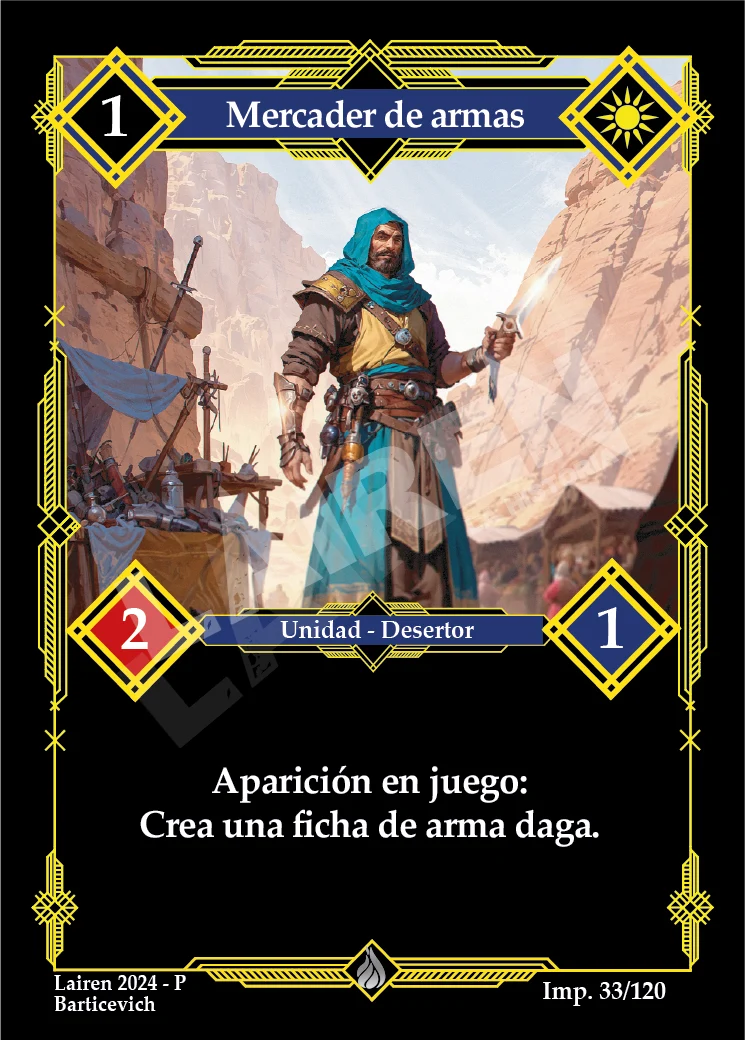 1
Mercader de armas
LAIREN
2
Unidad - Desertor
1
Aparición en juego:
Crea una ficha de arma daga.
Lairen 2024 - P
Barticevich
Imp. 33/120